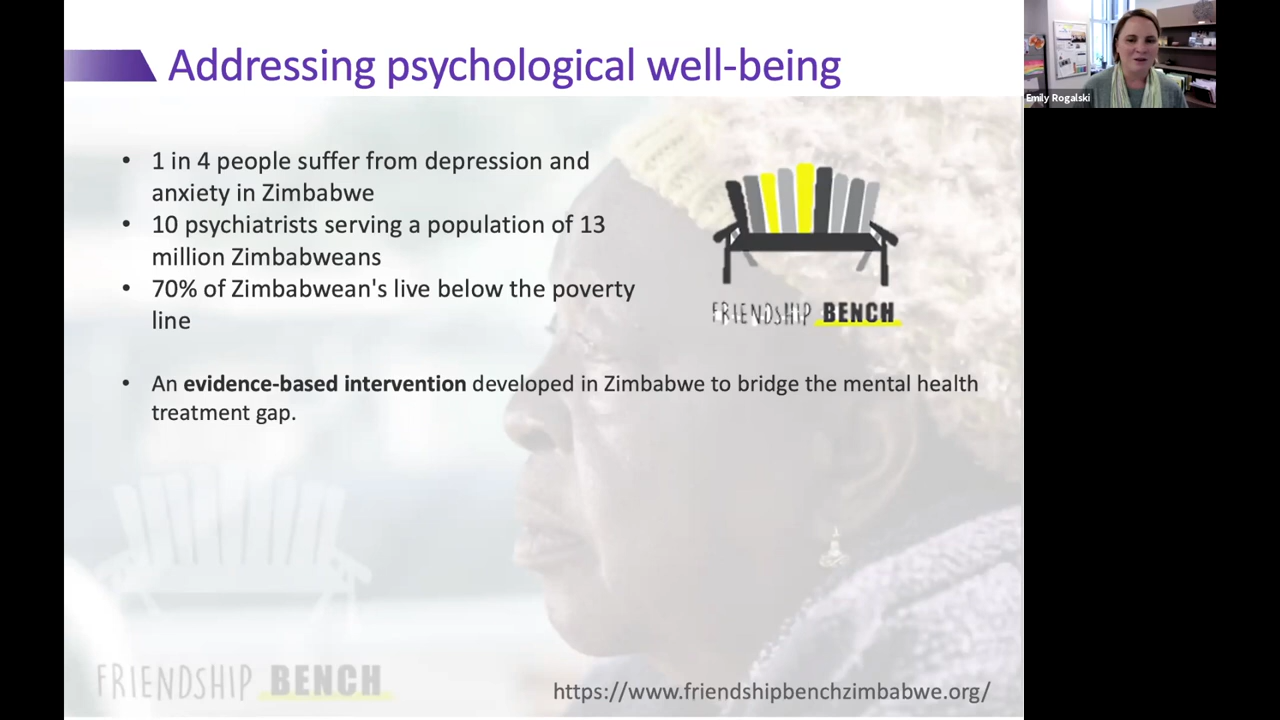 Addressing psychological well-being
Emily Rogalski
• 1 in 4 people suffer from depression and
anxiety in Zimbabwe
• 10 psychiatrists serving a population of 13
million Zimbabweans
• 70% of Zimbabwean's live below the poverty
line
FRIENDSHIP BENCH
• An evidence-based intervention developed in Zimbabwe to bridge the mental health
treatment gap.
FRIENDSHIP BENCH
https://www.friendshipbenchzimbabwe.org/